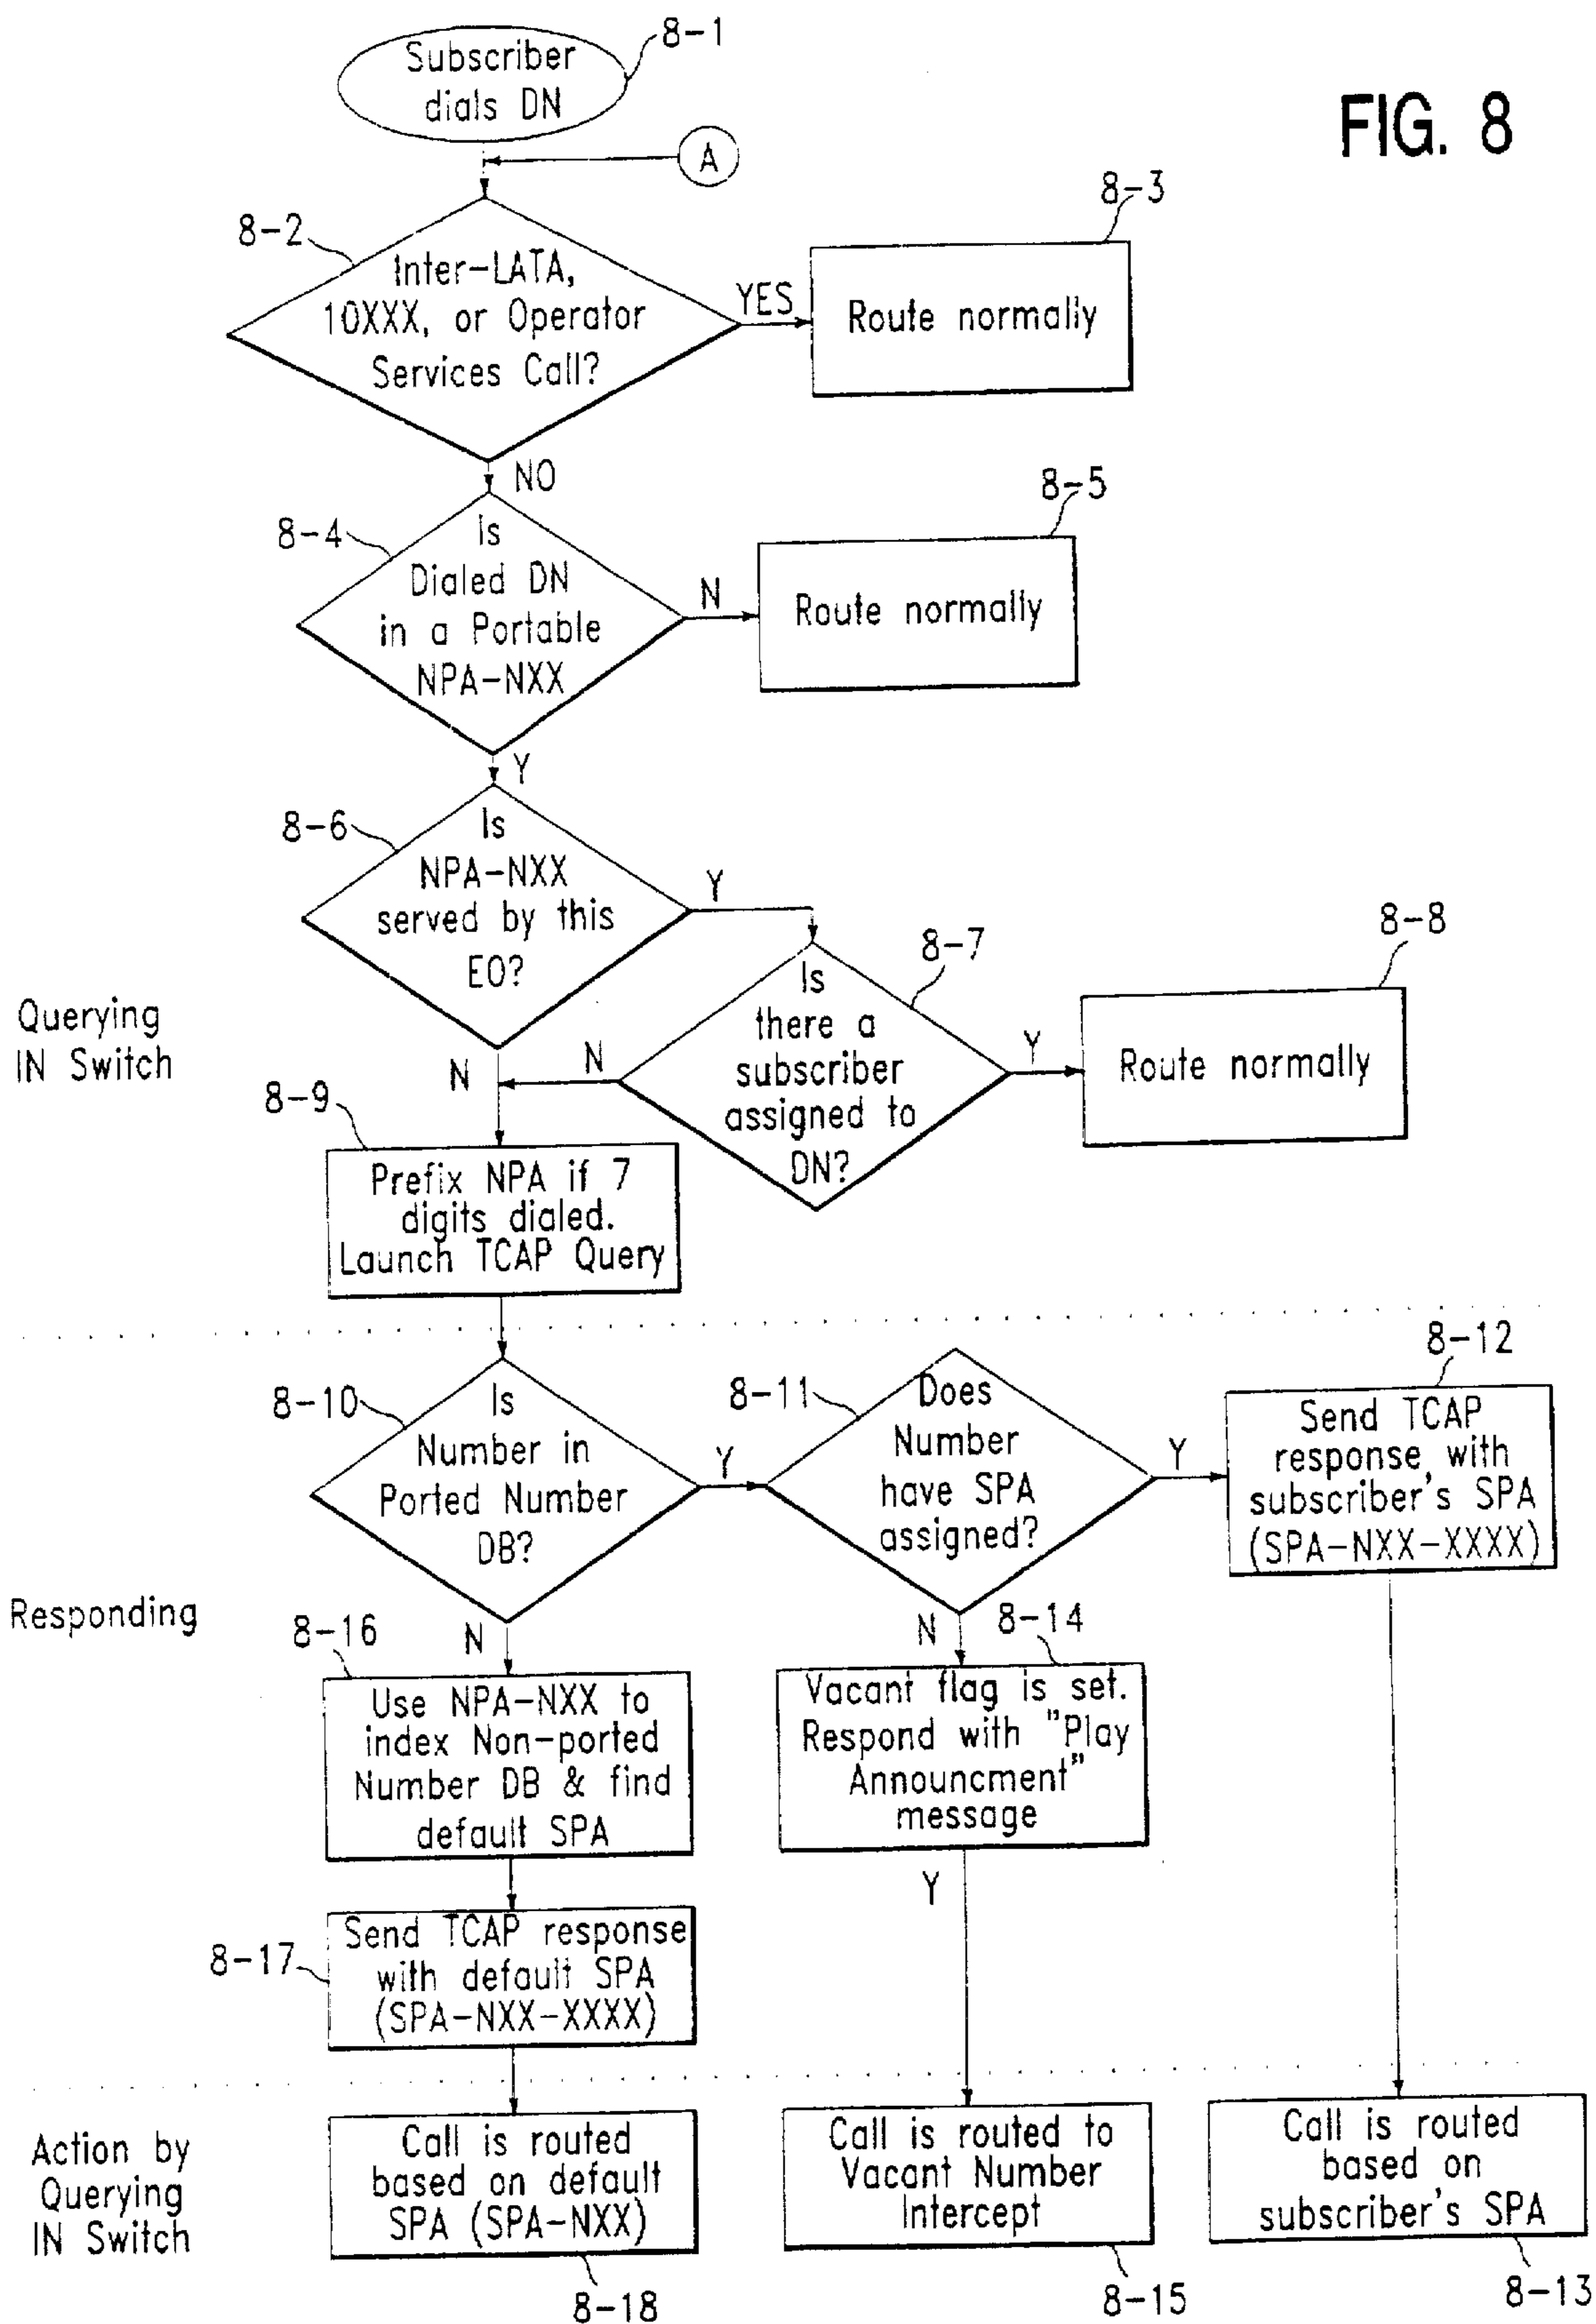 FIG. 8
8-1
Subscriber
dials DN
A
8-2
Inter-LATA,
10XXX, or Operator
Services Call?
YES
8-3
Route normally
NO
8-4
Is
Dialed DN
in a Portable
NPA-NXX
N
8-5
Route normally
Y
8-6
Is
NPA-NXX
served by this
EO?
Y
8-7
Is
there a
subscriber
assigned to
DN?
Y
8-8
Route normally
N
N
Querying
IN Switch
8-9
Prefix NPA if 7
digits dialed.
Launch TCAP Query
8-10
Is
Number in
Ported Number
DB?
Y
8-11
Does
Number
have SPA
assigned?
Y
8-12
Send TCAP
response with
subscriber's SPA
(SPA-NXX-XXXX)
Responding
N
8-16
Use NPA-NXX to
index Non-ported
Number DB & find
default SPA
N
8-14
Vacant flag is set.
Respond with "Play
Announcment"
message
Y
8-17
Send TCAP response
with default SPA
(SPA-NXX-XXXX)
Action by
Querying
IN Switch
Call is routed
based on default
SPA (SPA-NXX)
8-18
Call is routed to
Vacant Number
Intercept
8-15
Call is routed
based on
subscriber's SPA
8-13